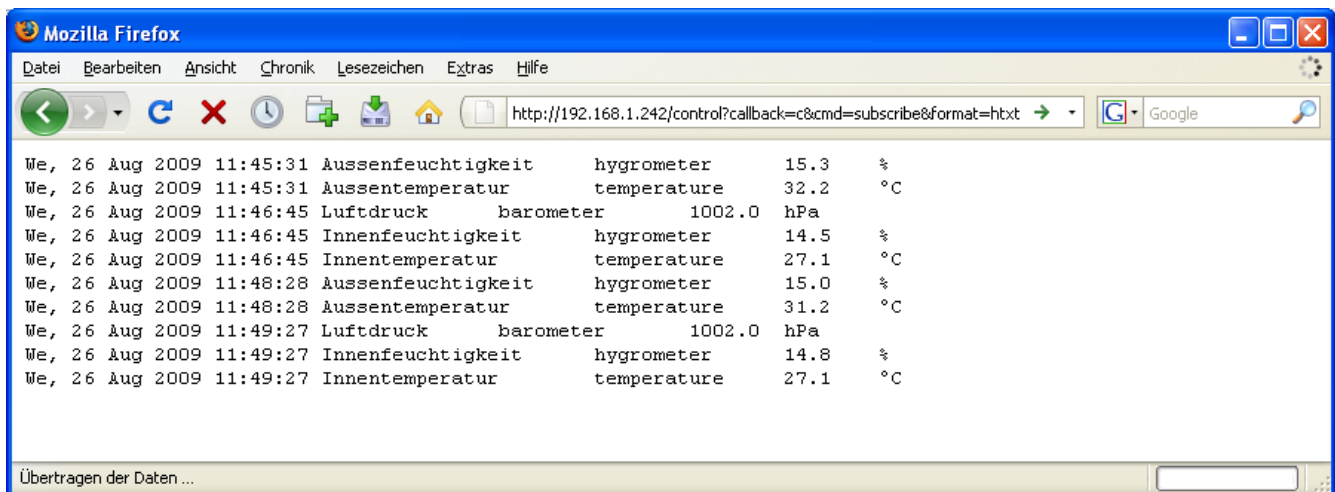 Mozilla Firefox
Datei Bearbeiten Ansicht Chronik Lesezeichen Extras Hilfe
http://192.168.1.242/control?callback=c&cmd=subscribe&format=htxt G Google
We, 26 Aug 2009 11:45:31 Aussenfeuchtigkeit hygrometer 15.3 %
We, 26 Aug 2009 11:45:31 Aussentemperatur temperature 32.2 °C
We, 26 Aug 2009 11:46:45 Luftdruck barometer 1002.0 hPa
We, 26 Aug 2009 11:46:45 Innenfeuchtigkeit hygrometer 14.5 %
We, 26 Aug 2009 11:46:45 Innentemperatur temperature 27.1 °C
We, 26 Aug 2009 11:48:28 Aussenfeuchtigkeit hygrometer 15.0 %
We, 26 Aug 2009 11:48:28 Aussentemperatur temperature 31.2 °C
We, 26 Aug 2009 11:49:27 Luftdruck barometer 1002.0 hPa
We, 26 Aug 2009 11:49:27 Innenfeuchtigkeit hygrometer 14.8 %
We, 26 Aug 2009 11:49:27 Innentemperatur temperature 27.1 °C
Übertragen der Daten ...